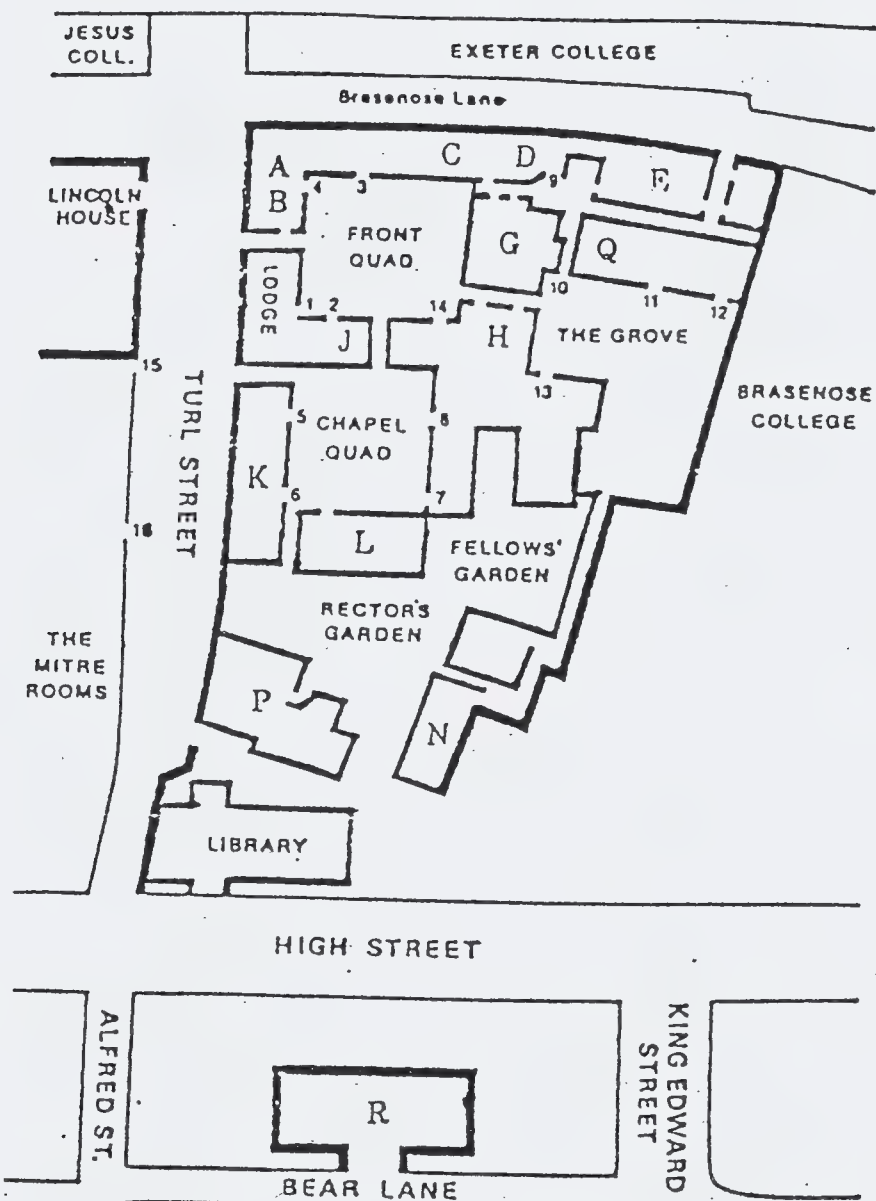 JESUS
COLL.
EXETER COLLEGE
Brasenose Lane
A
C
D
E
4
3
9
B
LINCOLN
HOUSE
FRONT
QUAD
G
Q
LODGE
10
11
12
1
2
14
J
H
THE GROVE
15
13
BRASENOSE
COLLEGE
TURL STREET
5
CHAPEL
QUAD
8
K
6
7
16
L
FELLOWS'
GARDEN
RECTOR'S
GARDEN
THE
MITRE
ROOMS
P
N
LIBRARY
HIGH STREET
ALFRED ST.
KING EDWARD
STREET
R
BEAR LANE